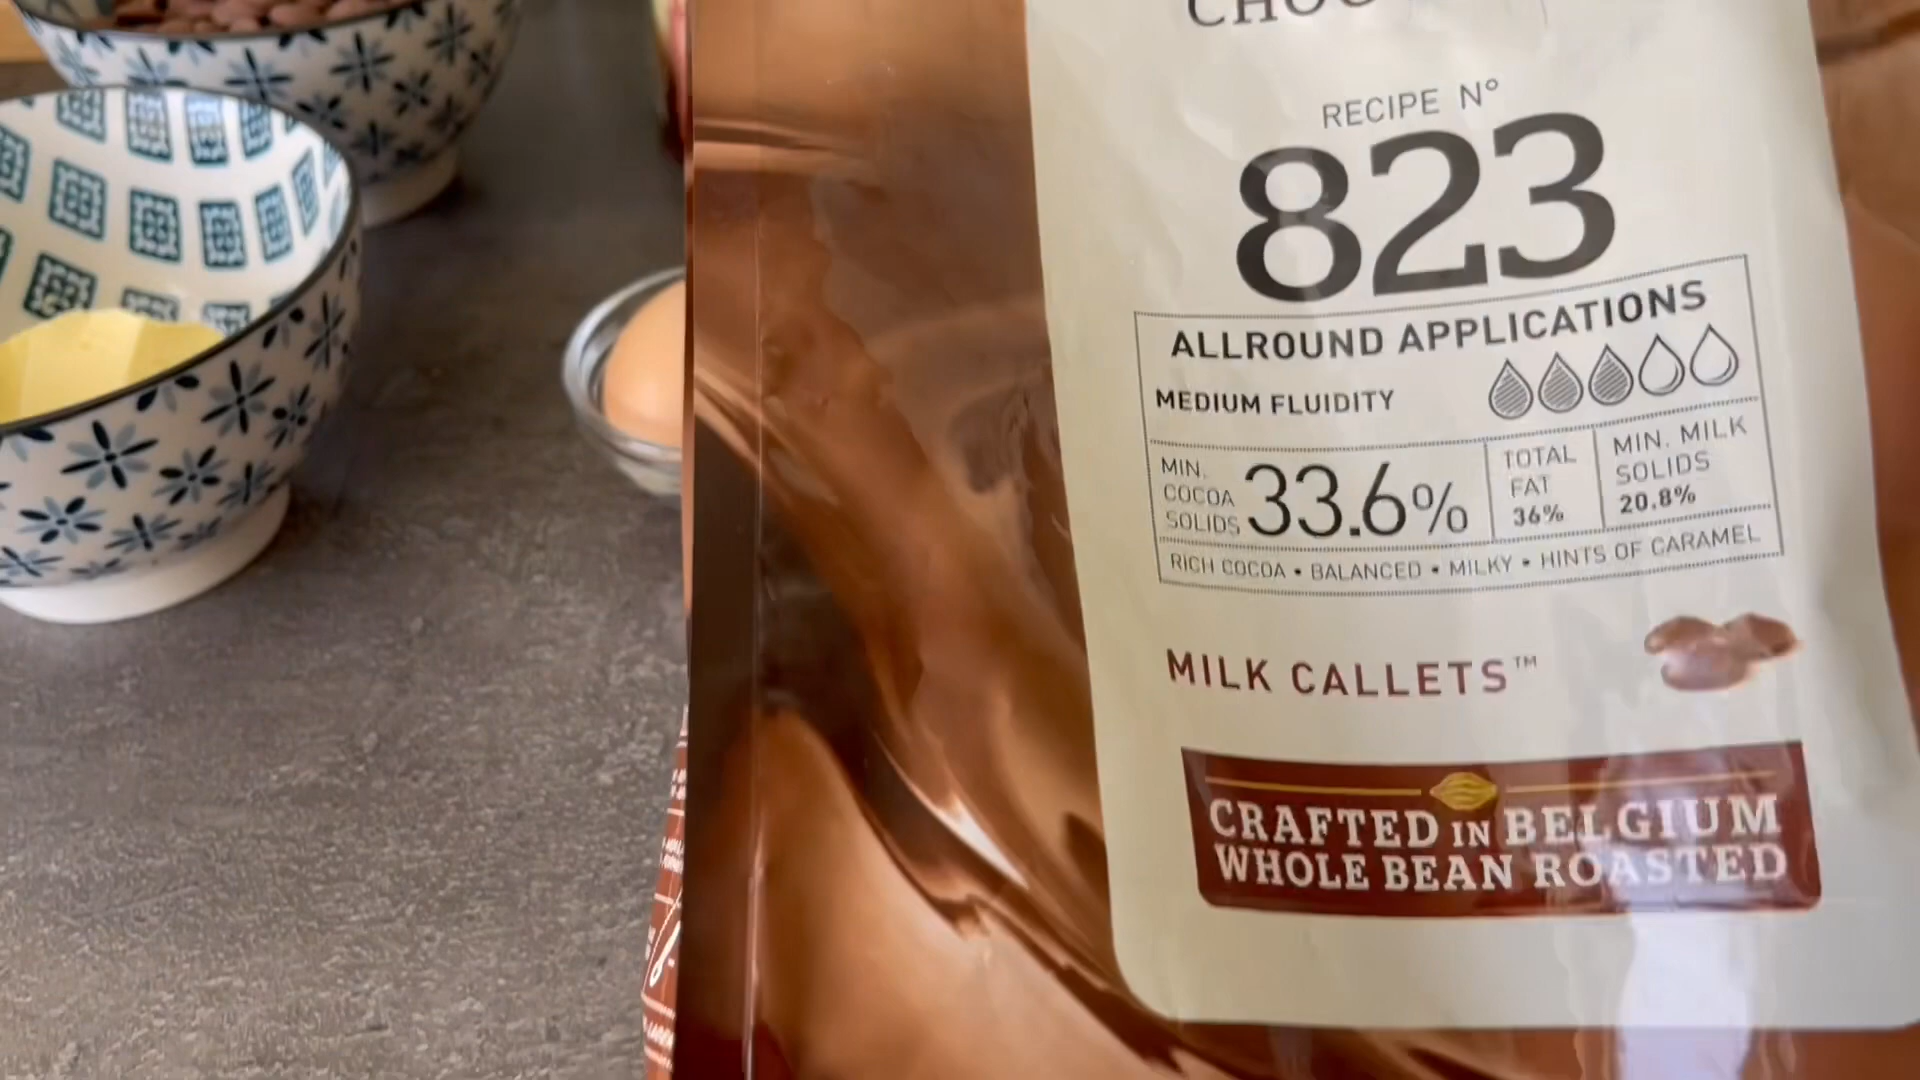 RECIPE N°
823
ALLROUND APPLICATIONS
MEDIUM FLUIDITY
MIN. COCOA SOLIDS 33.6%
TOTAL FAT 36%
MIN. MILK SOLIDS 20.8%
RICH COCOA • BALANCED • MILKY • HINTS OF CARAMEL
MILK CALLETS™
CRAFTED IN BELGIUM
WHOLE BEAN ROASTED